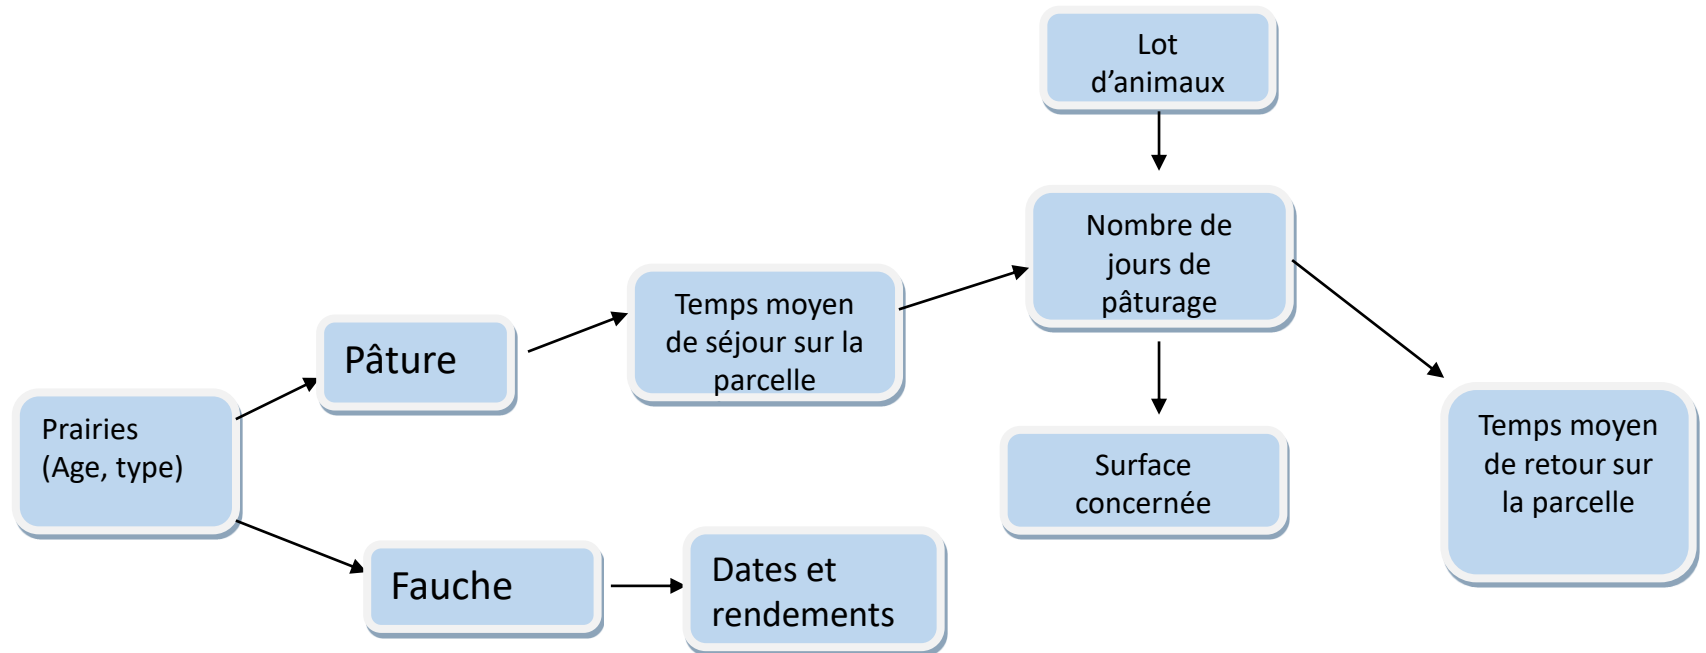 Lot
d’animaux
Nombre de
jours de
pâturage
Temps moyen
de séjour sur la
parcelle
Pâture
Prairies
(Age, type)
Temps moyen
de retour sur
la parcelle
Surface
concernée
Fauche
Dates et
rendements